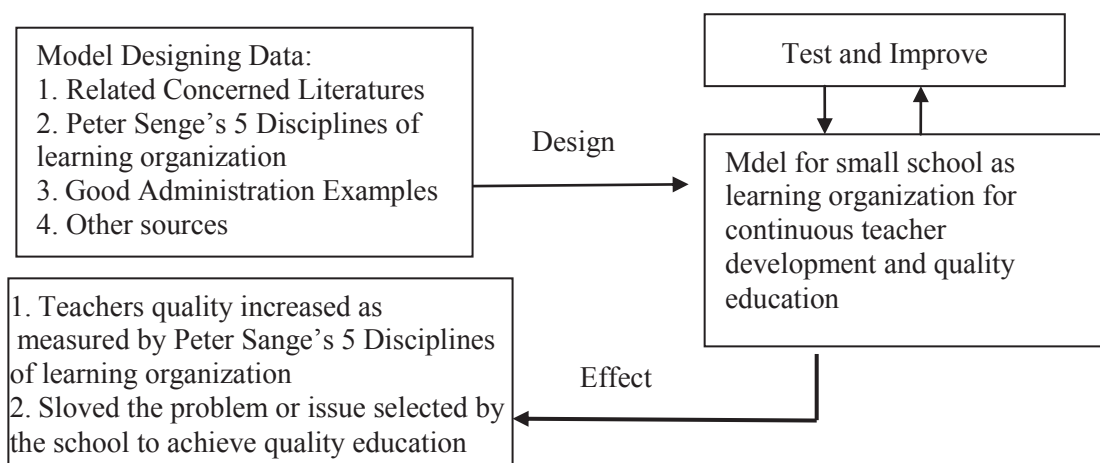 Model Designing Data:
1. Related Concerned Literatures
2. Peter Senge’s 5 Disciplines of
learning organization
3. Good Administration Examples
4. Other sources
Design
Test and Improve
Mdel for small school as
learning organization for
continuous teacher
development and quality
education
Effect
1. Teachers quality increased as
measured by Peter Sange’s 5 Disciplines
of learning organization
2. Sloved the problem or issue selected by
the school to achieve quality education